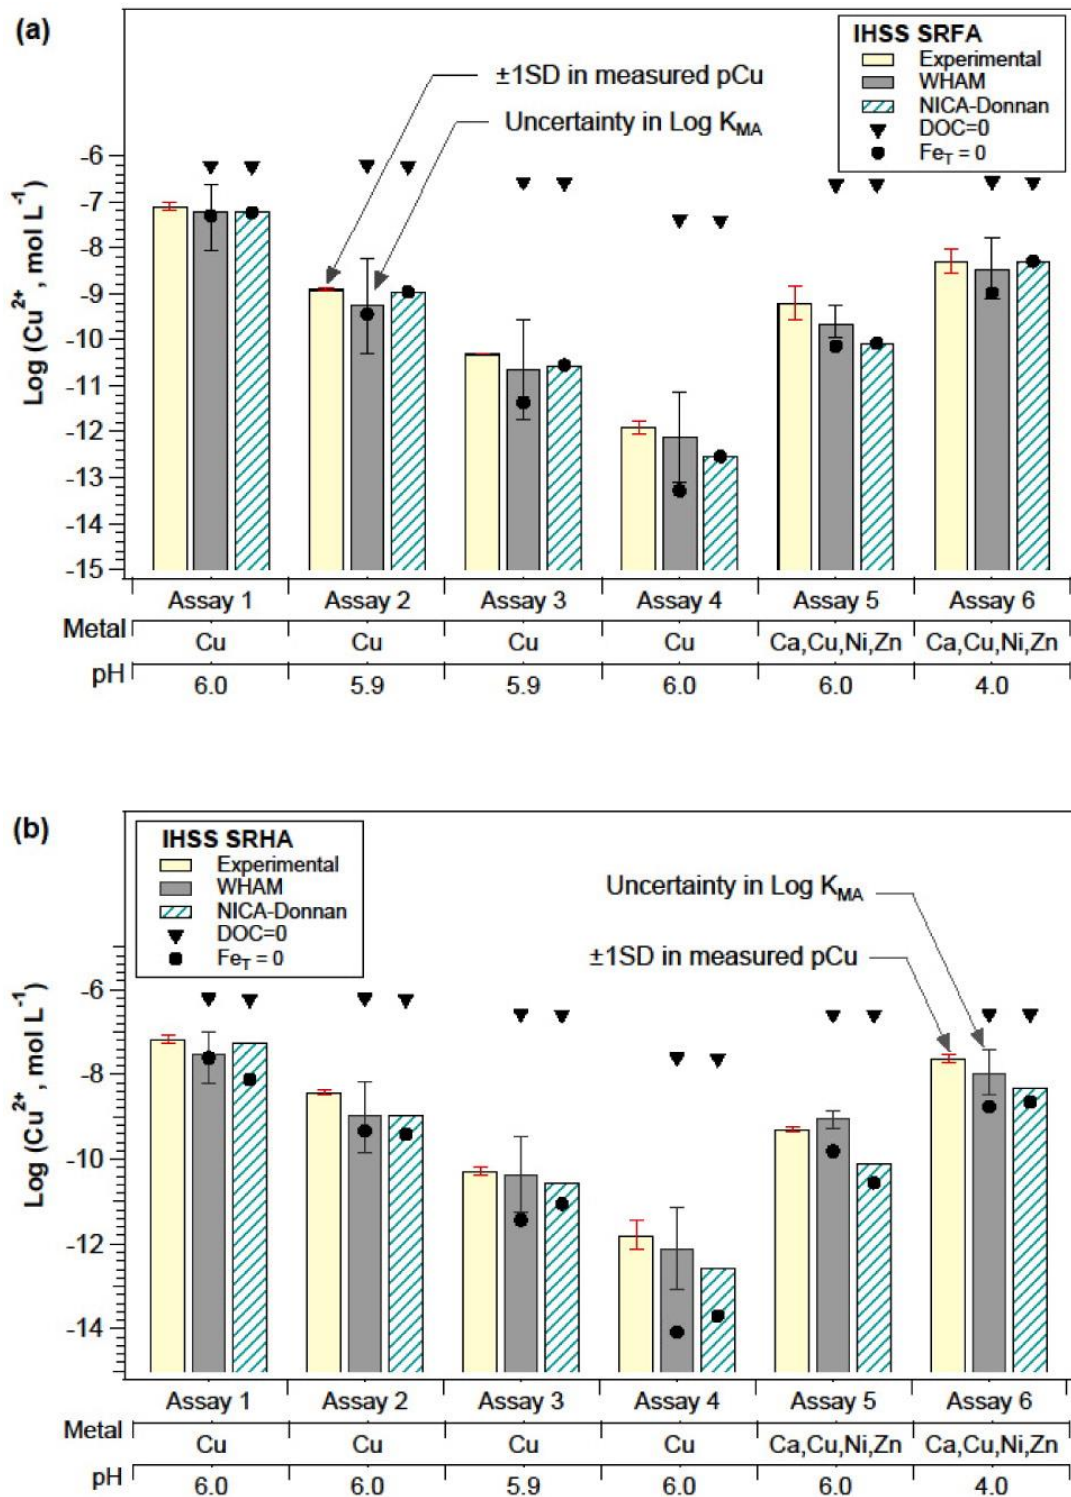 (a)
IHSS SRFA
Experimental
WHAM
NICA-Donnan
DOC=0
FeT = 0
±1SD in measured pCu
Uncertainty in Log KMA
Log (Cu2+, mol L-1)
-6
-7
-8
-9
-10
-11
-12
-13
-14
-15
Assay 1 Assay 2 Assay 3 Assay 4 Assay 5 Assay 6
Metal Cu Cu Cu Cu Ca,Cu,Ni,Zn Ca,Cu,Ni,Zn
pH 6.0 5.9 5.9 6.0 6.0 4.0
(b)
IHSS SRHA
Experimental
WHAM
NICA-Donnan
DOC=0
FeT = 0
Uncertainty in Log KMA
±1SD in measured pCu
Log (Cu2+, mol L-1)
-6
-8
-10
-12
-14
Assay 1 Assay 2 Assay 3 Assay 4 Assay 5 Assay 6
Metal Cu Cu Cu Cu Ca,Cu,Ni,Zn Ca,Cu,Ni,Zn
pH 6.0 6.0 5.9 6.0 6.0 4.0